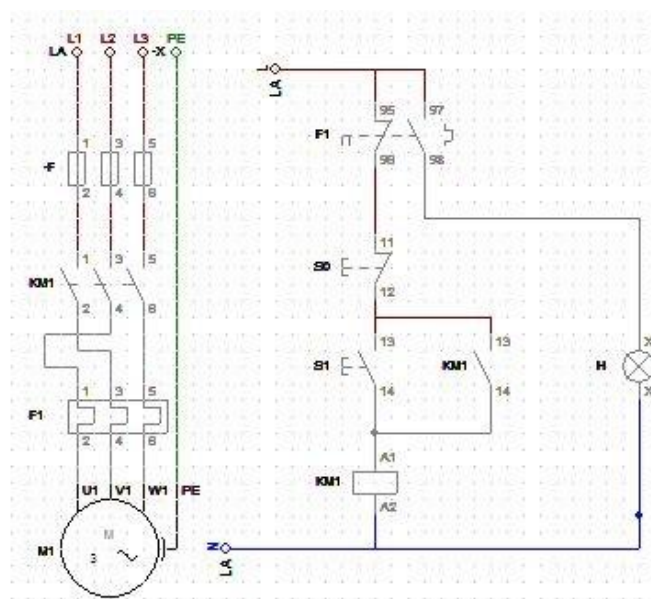 L1 L2 L3 PE
LA -X
LA
1 3 5
-F
2 4 6
95 97
F1
96 98
1 3 5
KM1
2 4 6
11
S0
12
13 13
S1 KM1
14 14
H
X
X
1 3 5
F1
2 4 6
A1
KM1
A2
U1 V1 W1 PE
M
M1
3
N
LA